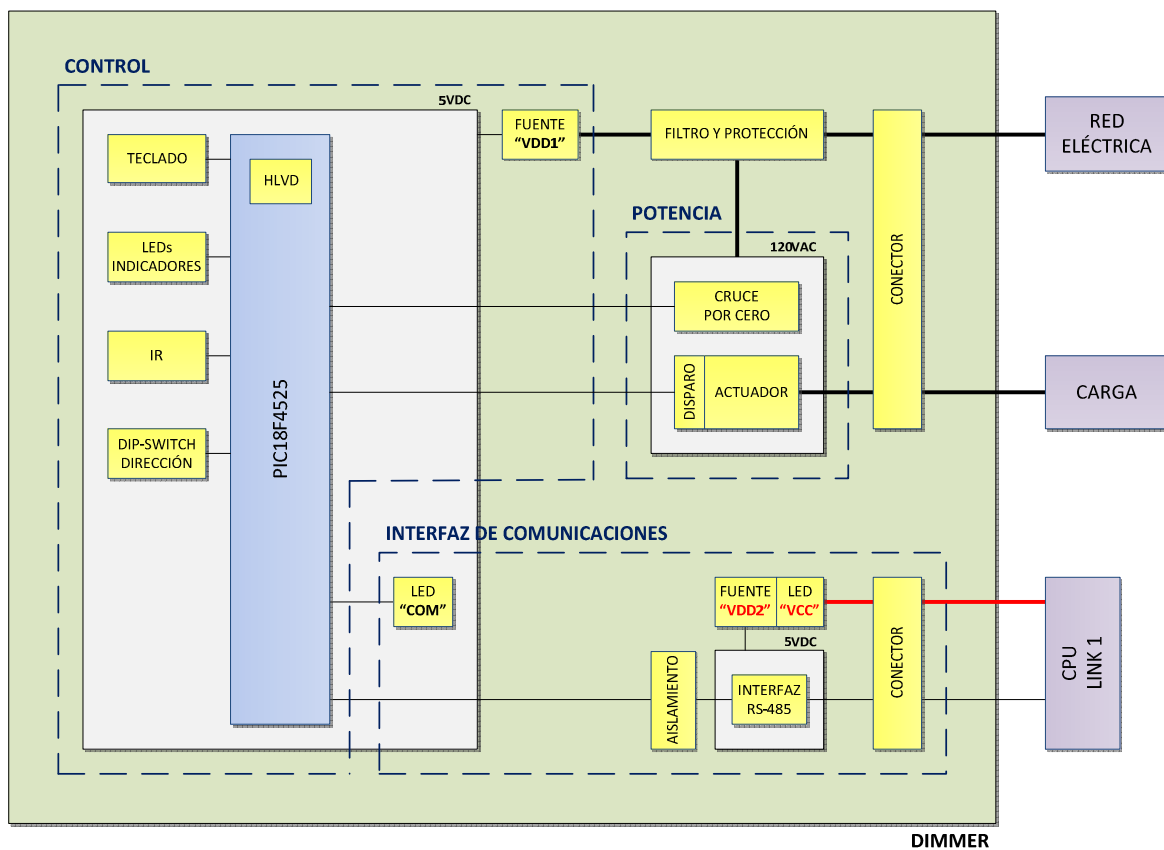 CONTROL
5VDC
TECLADO
HLVD
LEDs
INDICADORES
IR
DIP-SWITCH
DIRECCIÓN
PIC18F4525
FUENTE
“VDD1”
FILTRO Y PROTECCIÓN
RED
ELÉCTRICA
POTENCIA
120VAC
CRUCE
POR CERO
DISPARO
ACTUADOR
CONECTOR
CARGA
INTERFAZ DE COMUNICACIONES
LED
“COM”
FUENTE
“VDD2”
LED
“VCC”
5VDC
AISLAMIENTO
INTERFAZ
RS-485
CONECTOR
CPU
LINK 1
DIMMER